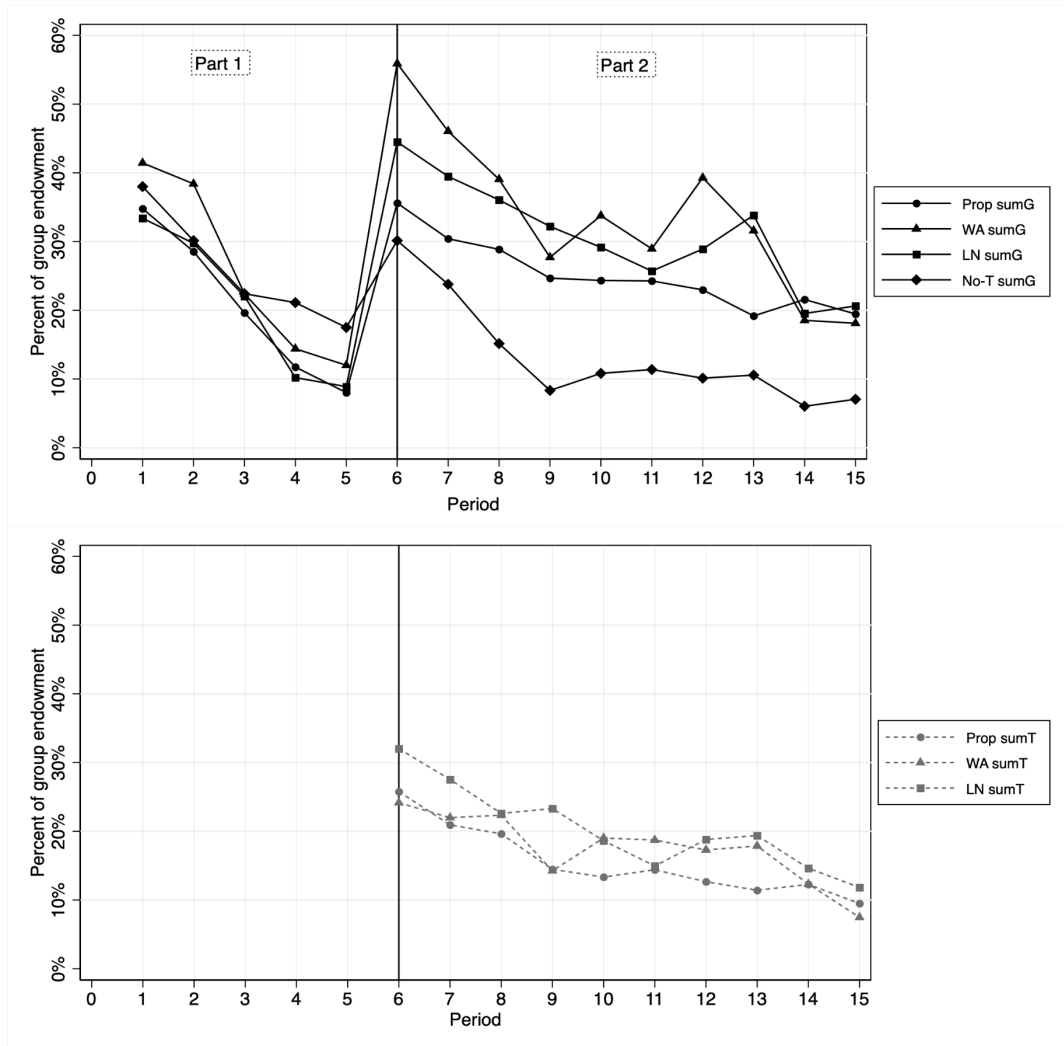 Percent of group endowment
60%
50%
40%
30%
20%
10%
0%
Part 1
Part 2
0 1 2 3 4 5 6 7 8 9 10 11 12 13 14 15
Period
Prop sumG
WA sumG
LN sumG
No-T sumG
Percent of group endowment
60%
50%
40%
30%
20%
10%
0%
0 1 2 3 4 5 6 7 8 9 10 11 12 13 14 15
Period
Prop sumT
WA sumT
LN sumT